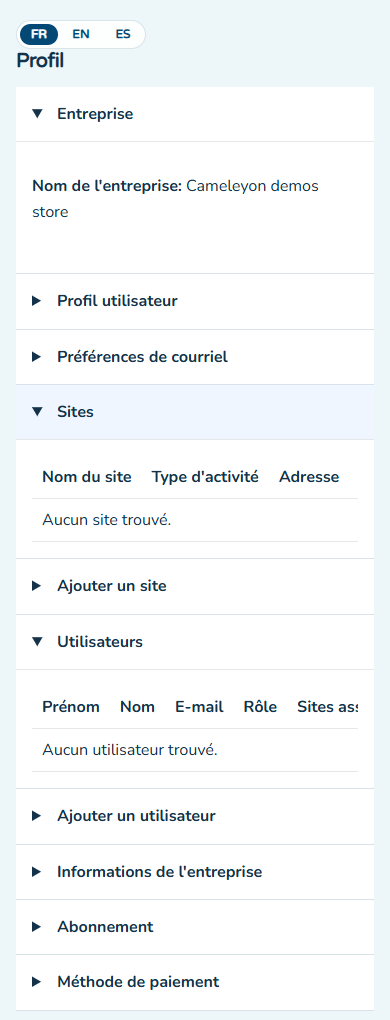 FR EN ES
Profil
Entreprise
Nom de l'entreprise: Cameleyon demos
store
Profil utilisateur
Préférences de courriel
Sites
Nom du site Type d'activité Adresse
Aucun site trouvé.
Ajouter un site
Utilisateurs
Prénom Nom E-mail Rôle Sites ass
Aucun utilisateur trouvé.
Ajouter un utilisateur
Informations de l'entreprise
Abonnement
Méthode de paiement